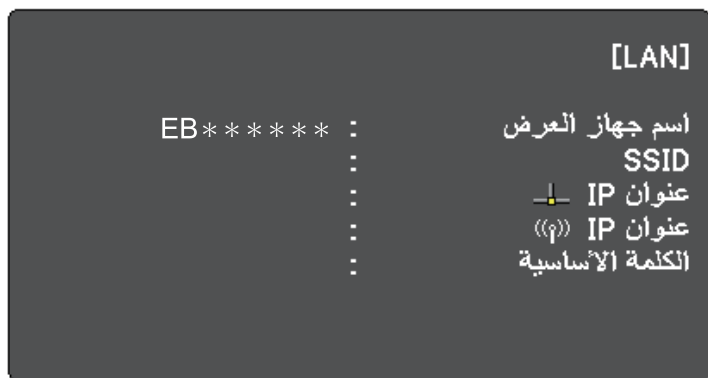 [LAN]
اسم جهاز العرض : EB******
SSID :
عنوان IP :
عنوان IP :
الكلمة الأساسية :